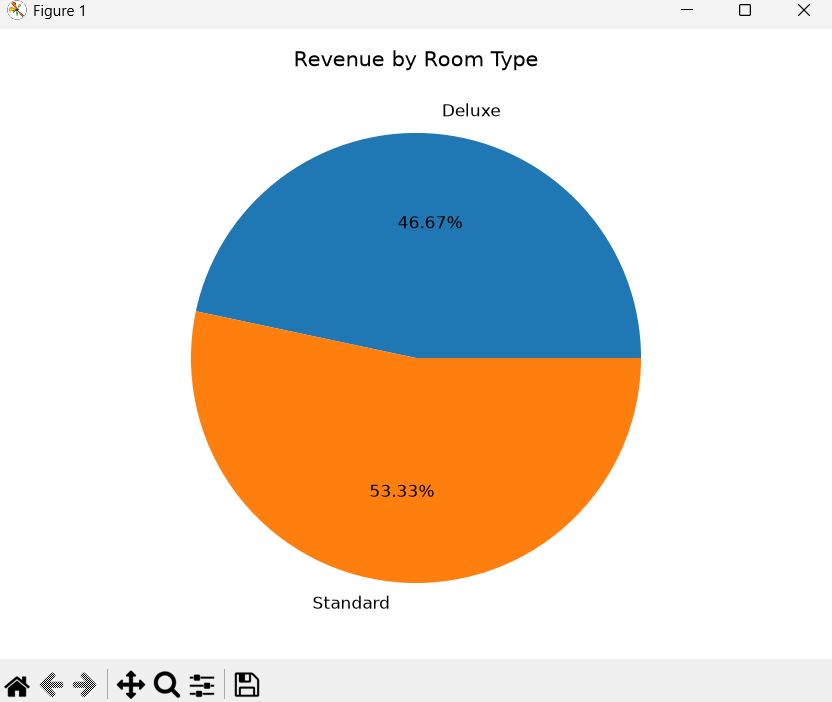 Figure 1
Revenue by Room Type
Deluxe
46.67%
53.33%
Standard